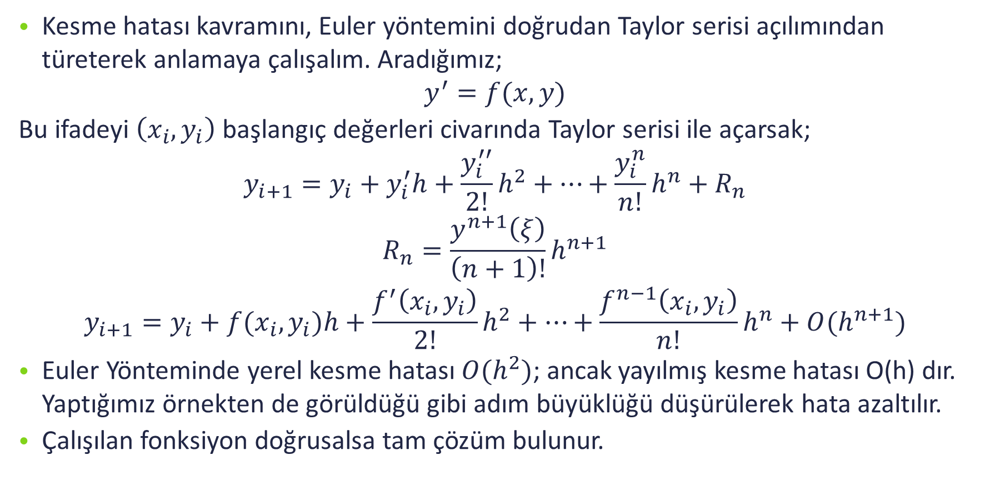 • Kesme hatası kavramını, Euler yöntemini doğrudan Taylor serisi açılımından
türeterek anlamaya çalışalım. Aradığımız;
y′ = f(x, y)
Bu ifadeyi (xᵢ, yᵢ) başlangıç değerleri civarında Taylor serisi ile açarsak;
y_{i+1} = y_i + y_i′h + \frac{y_i′′}{2!} h^2 + ⋯ + \frac{y_i^n}{n!} h^n + R_n
R_n = \frac{y^{n+1}(ξ)}{(n + 1)!} h^{n+1}
y_{i+1} = y_i + f(x_i, y_i)h + \frac{f′(x_i, y_i)}{2!} h^2 + ⋯ + \frac{f^{n−1}(x_i, y_i)}{n!} h^n + O(h^{n+1})
• Euler Yönteminde yerel kesme hatası O(h^2); ancak yayılmış kesme hatası O(h) dır.
Yaptığımız örnekten de görüldüğü gibi adım büyüklüğü düşürülerek hata azaltılır.
• Çalışılan fonksiyon doğrusalsa tam çözüm bulunur.